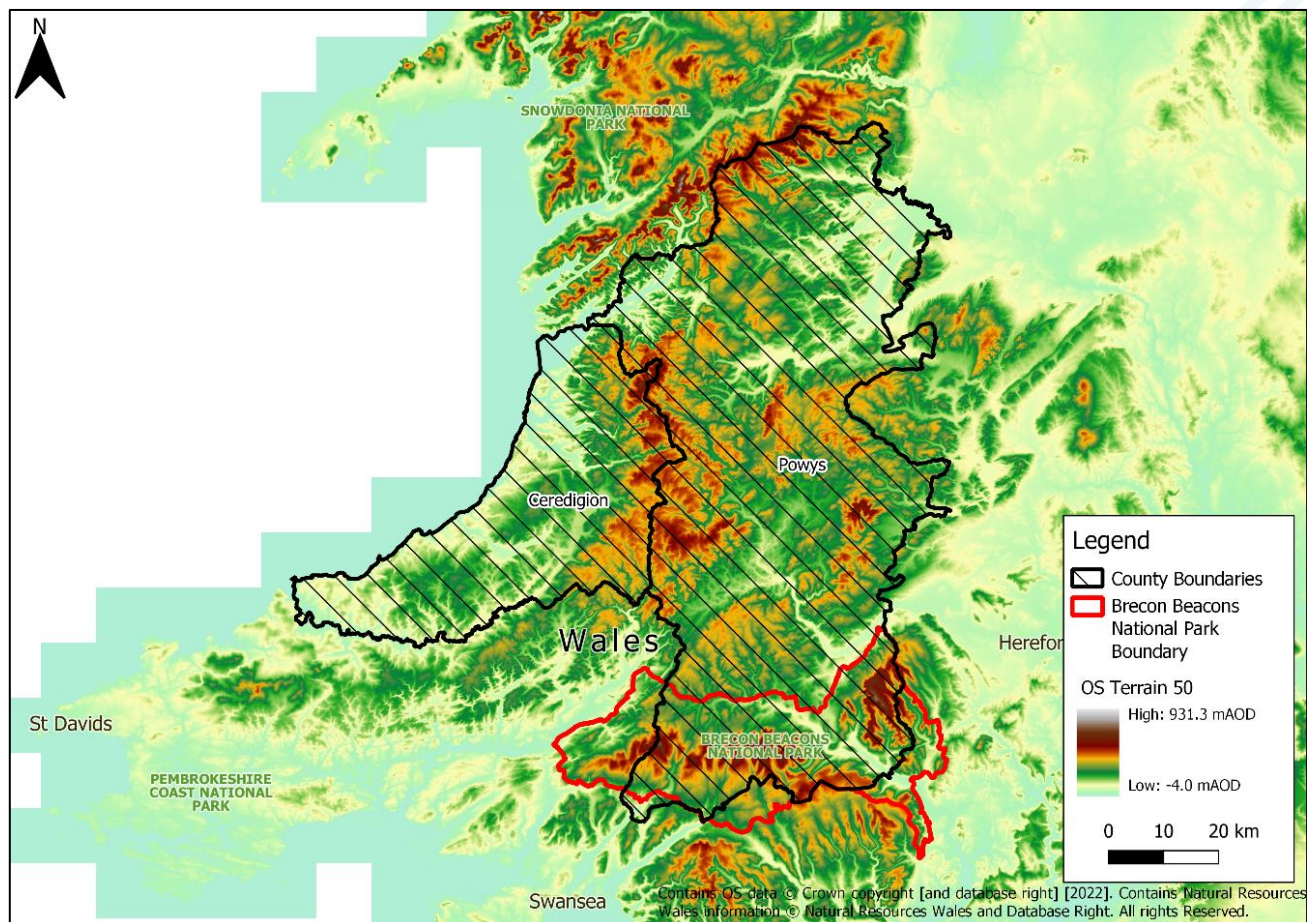 N
SNOWDONIA NATIONAL
PARK
Powys
Ceredigion
Wales
BRECON BEACONS
NATIONAL PARK
St Davids
PEMBROKESHIRE
COAST NATIONAL
PARK
Swansea
Herefor
Legend
County Boundaries
Brecon Beacons
National Park
Boundary
OS Terrain 50
High: 931.3 mAOD
Low: -4.0 mAOD
0 10 20 km
Contains OS data © Crown copyright [and database right] [2022]. Contains Natural Resources
Wales information © Natural Resources Wales and Database Right. All rights Reserved.